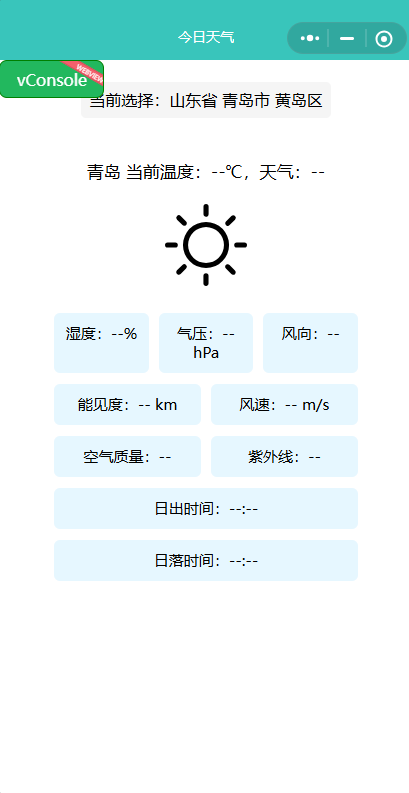 今日天气
vConsole
WEBVIEW
当前选择：山东省 青岛市 黄岛区
青岛 当前温度：--℃，天气：--
湿度：--%
气压：--
hPa
风向：--
能见度：-- km
风速：-- m/s
空气质量：--
紫外线：--
日出时间：--:--
日落时间：--:--